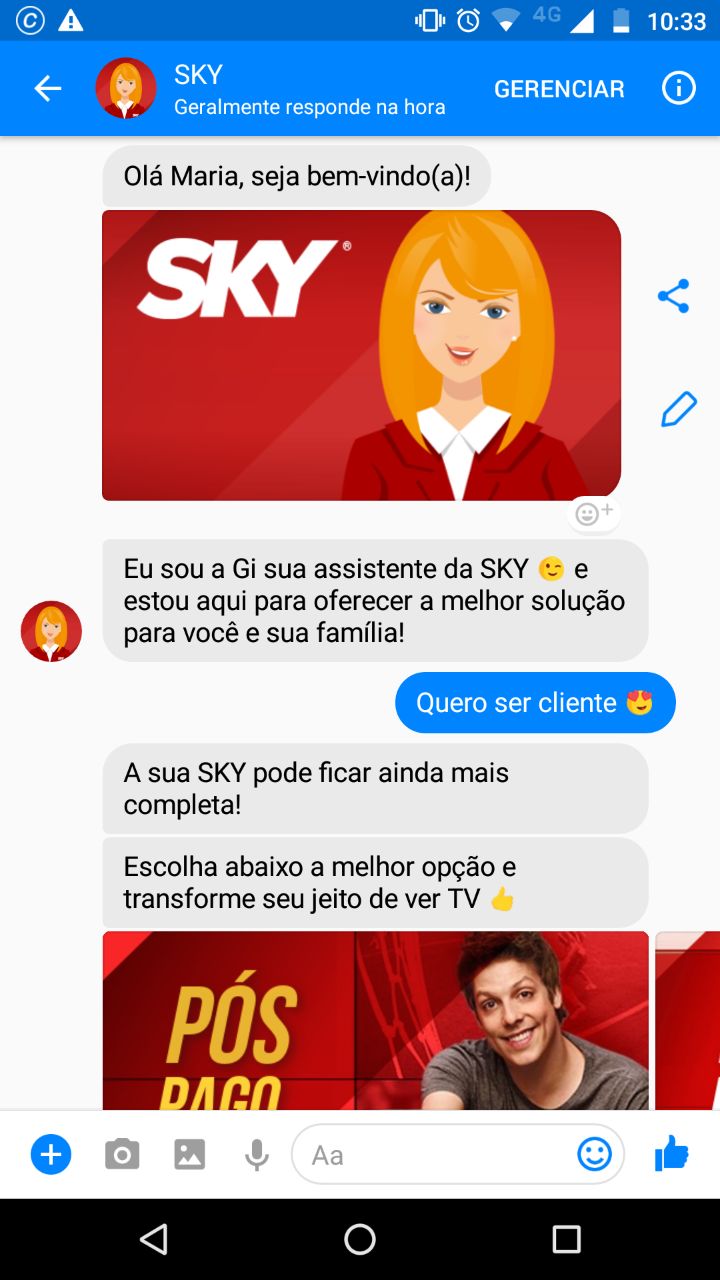 4G 10:33
SKY
Geralmente responde na hora
GERENCIAR
Olá Maria, seja bem-vindo(a)!
SKY®
Eu sou a Gi sua assistente da SKY 😉 e
estou aqui para oferecer a melhor solução
para você e sua família!
Quero ser cliente 😍
A sua SKY pode ficar ainda mais
completa!
Escolha abaixo a melhor opção e
transforme seu jeito de ver TV 👍
PÓS
PAGO
Aa